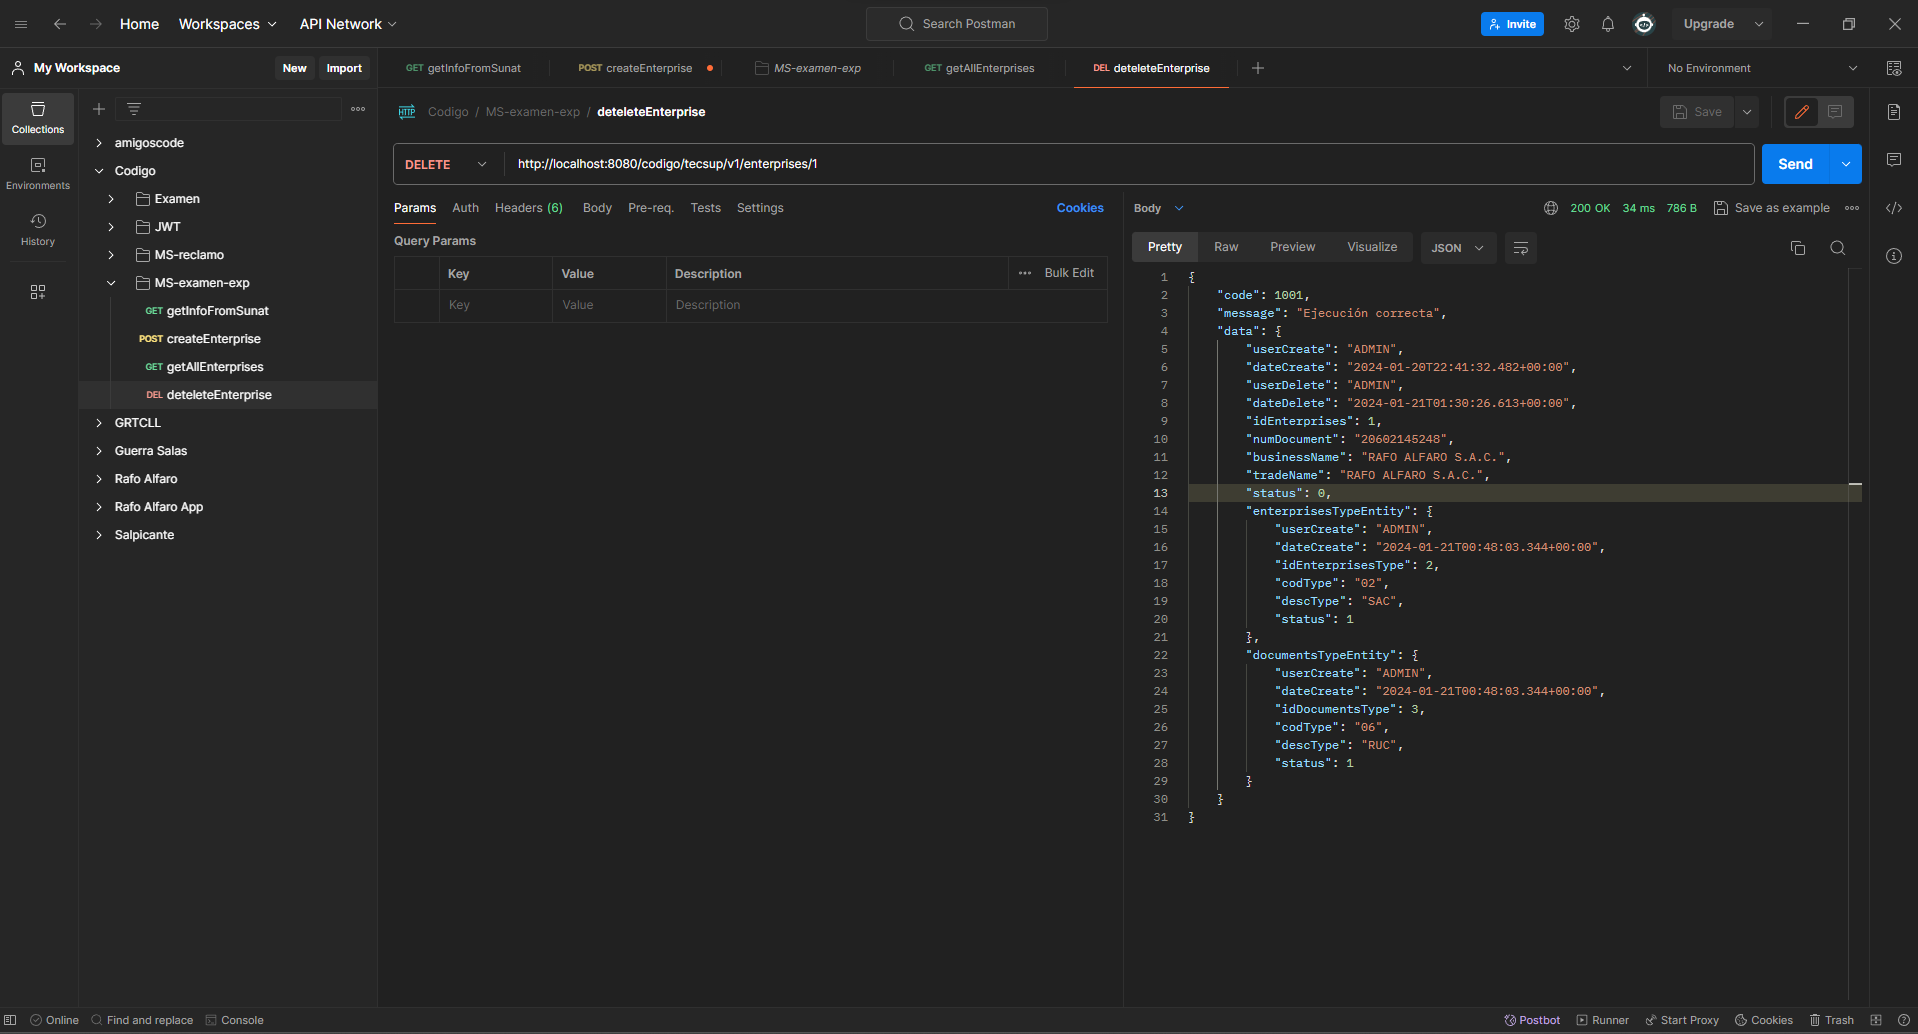 Home Workspaces API Network Search Postman Invite Upgrade
My Workspace New Import
GET getInfoFromSunat POST createEnterprise MS-examen-exp GET getAllEnterprises DEL deteleteEnterprise No Environment
Collections
Environments
History
amigoscode
Codigo
Examen
JWT
MS-reclamo
MS-examen-exp
GET getInfoFromSunat
POST createEnterprise
GET getAllEnterprises
DEL deteleteEnterprise
GRTCLL
Guerra Salas
Rafo Alfaro
Rafo Alfaro App
Salpicante
HTTP Codigo / MS-examen-exp / deteleteEnterprise Save
DELETE http://localhost:8080/codigo/tecsup/v1/enterprises/1 Send
Params Auth Headers (6) Body Pre-req. Tests Settings Cookies
Query Params
Key Value Description Bulk Edit
Key Value Description
Body 200 OK 34 ms 786 B Save as example
Pretty Raw Preview Visualize JSON
1 {
2 "code": 1001,
3 "message": "Ejecución correcta",
4 "data": {
5 "userCreate": "ADMIN",
6 "dateCreate": "2024-01-20T22:41:32.482+00:00",
7 "userDelete": "ADMIN",
8 "dateDelete": "2024-01-21T01:30:26.613+00:00",
9 "idEnterprises": 1,
10 "numDocument": "20602145248",
11 "businessName": "RAFO ALFARO S.A.C.",
12 "tradeName": "RAFO ALFARO S.A.C.",
13 "status": 0,
14 "enterprisesTypeEntity": {
15 "userCreate": "ADMIN",
16 "dateCreate": "2024-01-21T00:48:03.344+00:00",
17 "idEnterprisesType": 2,
18 "codType": "02",
19 "descType": "SAC",
20 "status": 1
21 },
22 "documentsTypeEntity": {
23 "userCreate": "ADMIN",
24 "dateCreate": "2024-01-21T00:48:03.344+00:00",
25 "idDocumentsType": 3,
26 "codType": "06",
27 "descType": "RUC",
28 "status": 1
29 }
30 }
31 }
Online Find and replace Console Postbot Runner Start Proxy Cookies Trash